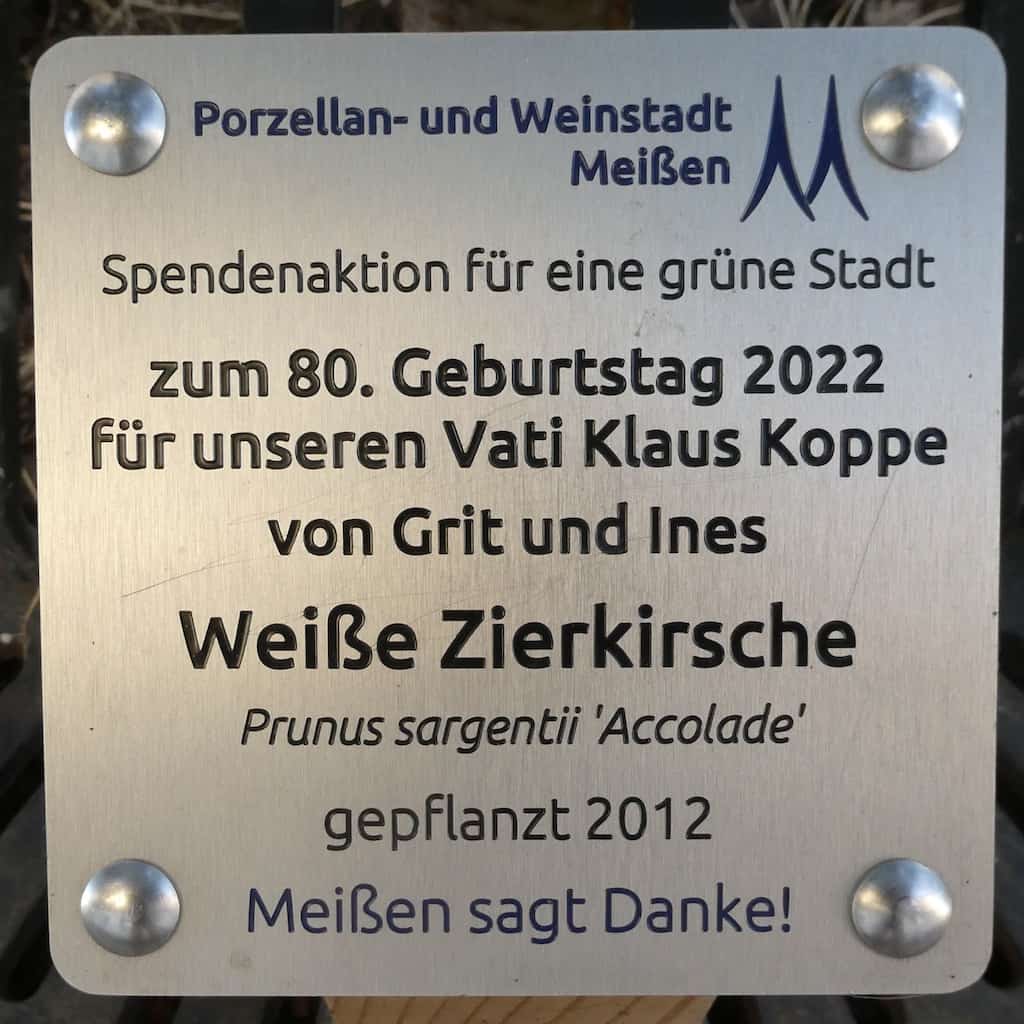 Porzellan- und Weinstadt
Meißen
Spendenaktion für eine grüne Stadt
zum 80. Geburtstag 2022
für unseren Vati Klaus Koppe
von Grit und Ines
Weiße Zierkirsche
Prunus sargentii 'Accolade'
gepflanzt 2012
Meißen sagt Danke!